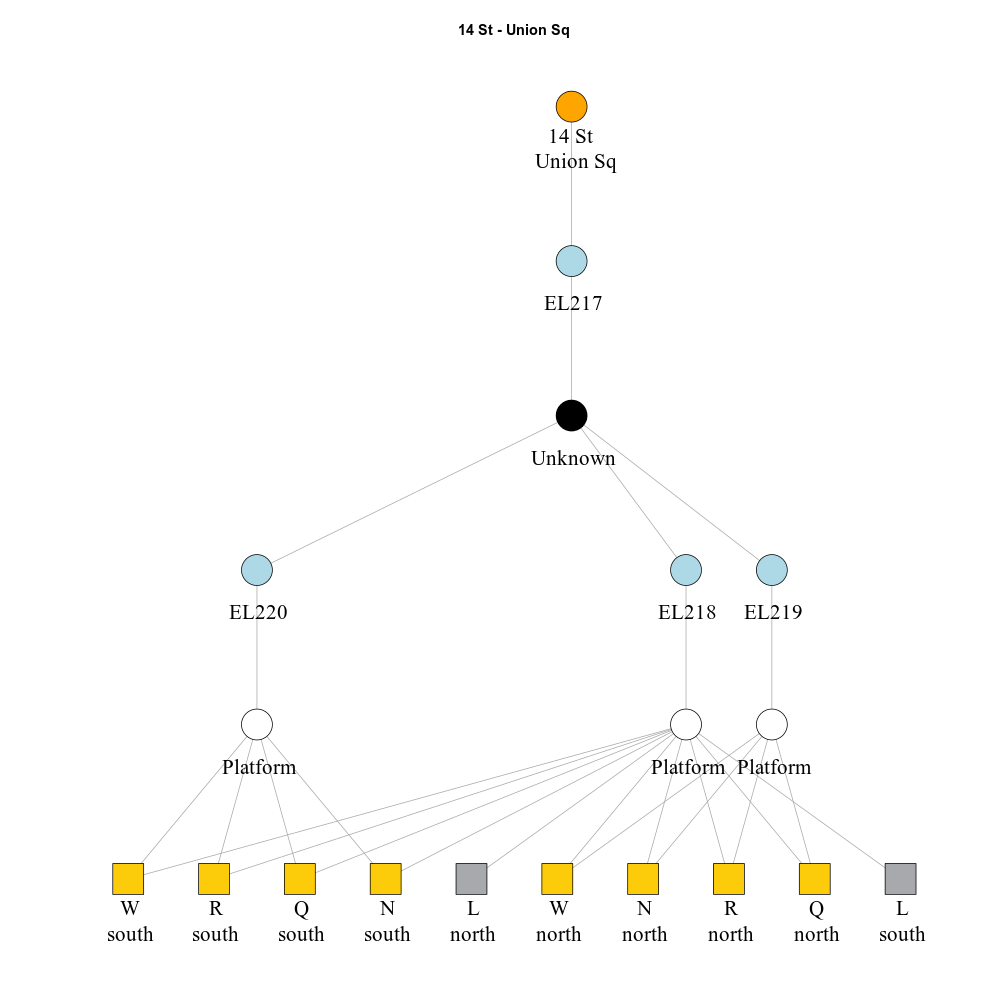 14 St - Union Sq
14 St
Union Sq
EL217
Unknown
EL220
EL218
EL219
Platform
Platform
Platform
W
south
R
south
Q
south
N
south
L
north
W
north
N
north
R
north
Q
north
L
south